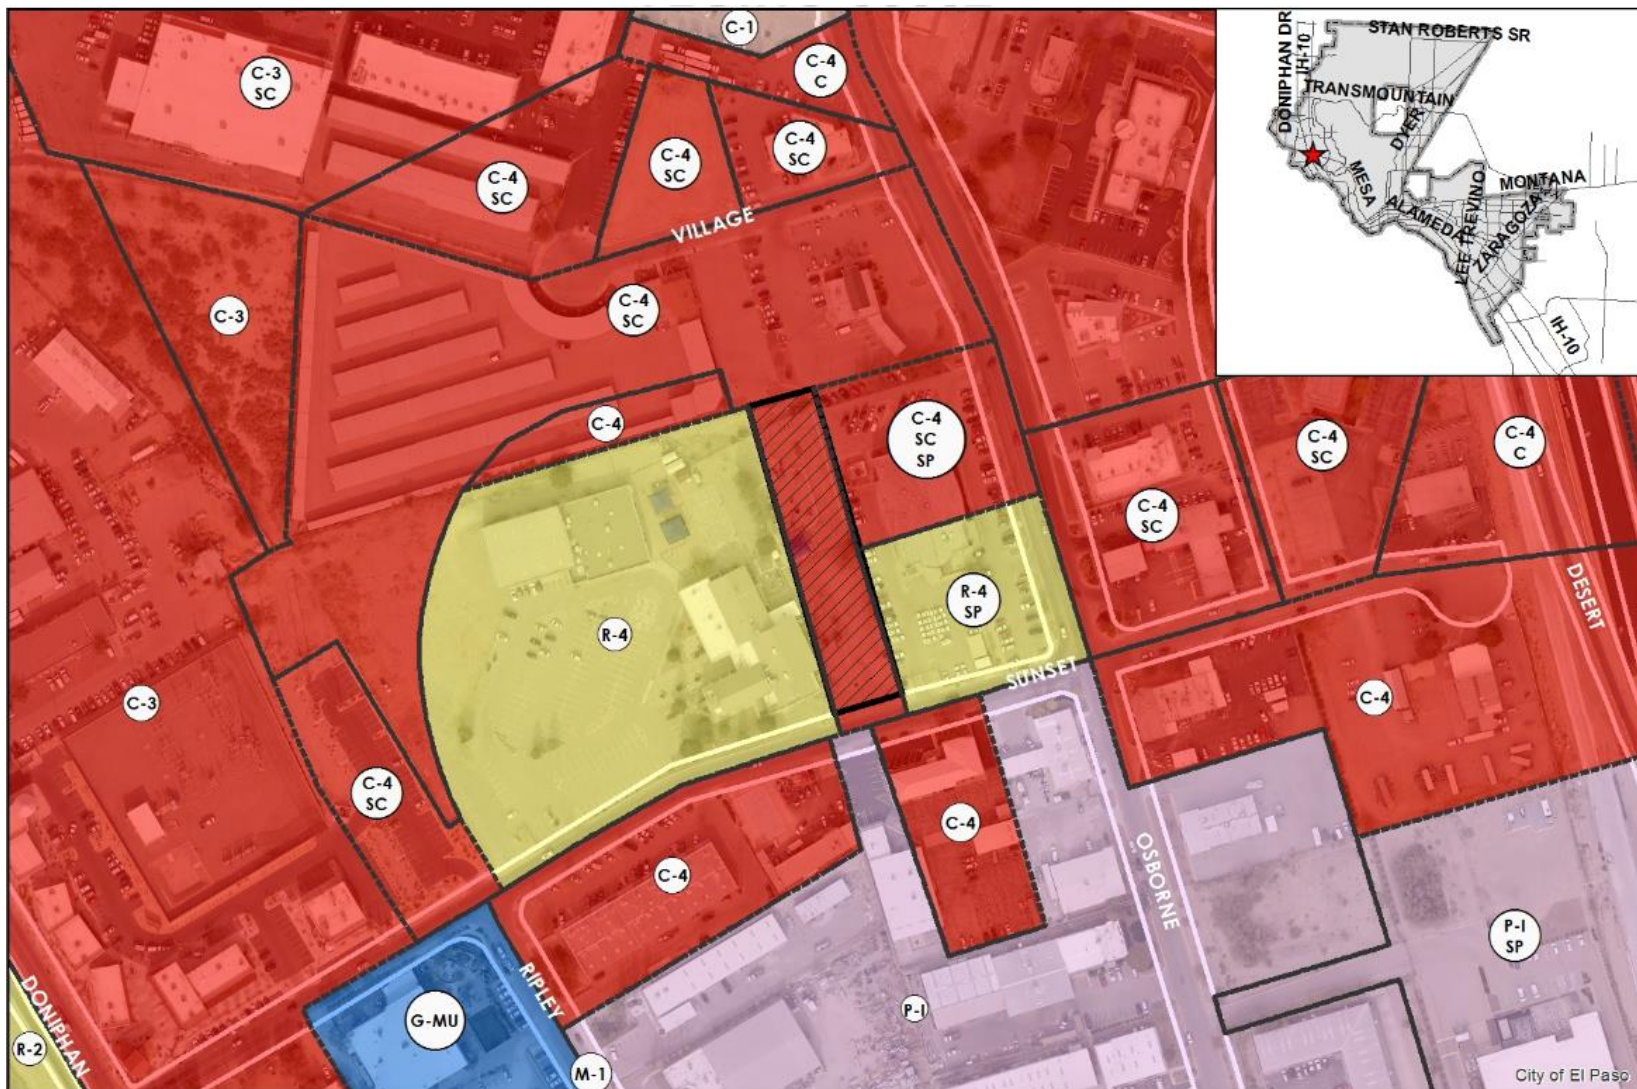 C-1
C-3
SC
C-4
C
C-4
SC
C-4
SC
C-4
SC
VILLAGE
C-3
C-4
SC
C-4
C-4
SC
SP
C-4
SC
C-4
SC
C-4
C
R-4
SP
R-4
SUNSET
DESERT
C-3
C-4
C-4
SC
C-4
C-4
OSBORNE
P-I
SP
DONIPHAN
RIPLEY
G-MU
P-I
R-2
M-1
City of El Paso
DONIPHAN DR
IH-10
STAN ROBERTS SR
TRANSMOUNTAIN
DYER
MESA
MONTANA
ALAMEDA
LEE TREVINO
ZARAGOZA
IH-10